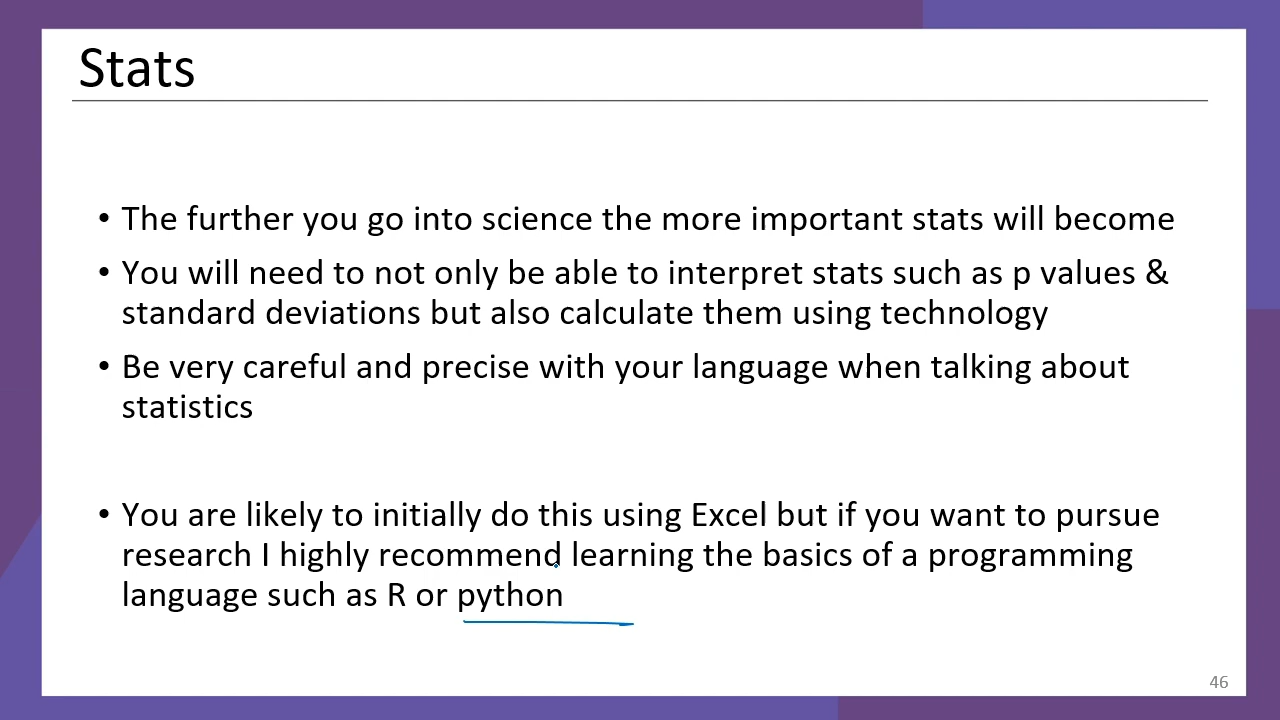 Stats
• The further you go into science the more important stats will become
• You will need to not only be able to interpret stats such as p values &
standard deviations but also calculate them using technology
• Be very careful and precise with your language when talking about
statistics
• You are likely to initially do this using Excel but if you want to pursue
research I highly recommend learning the basics of a programming
language such as R or python
46